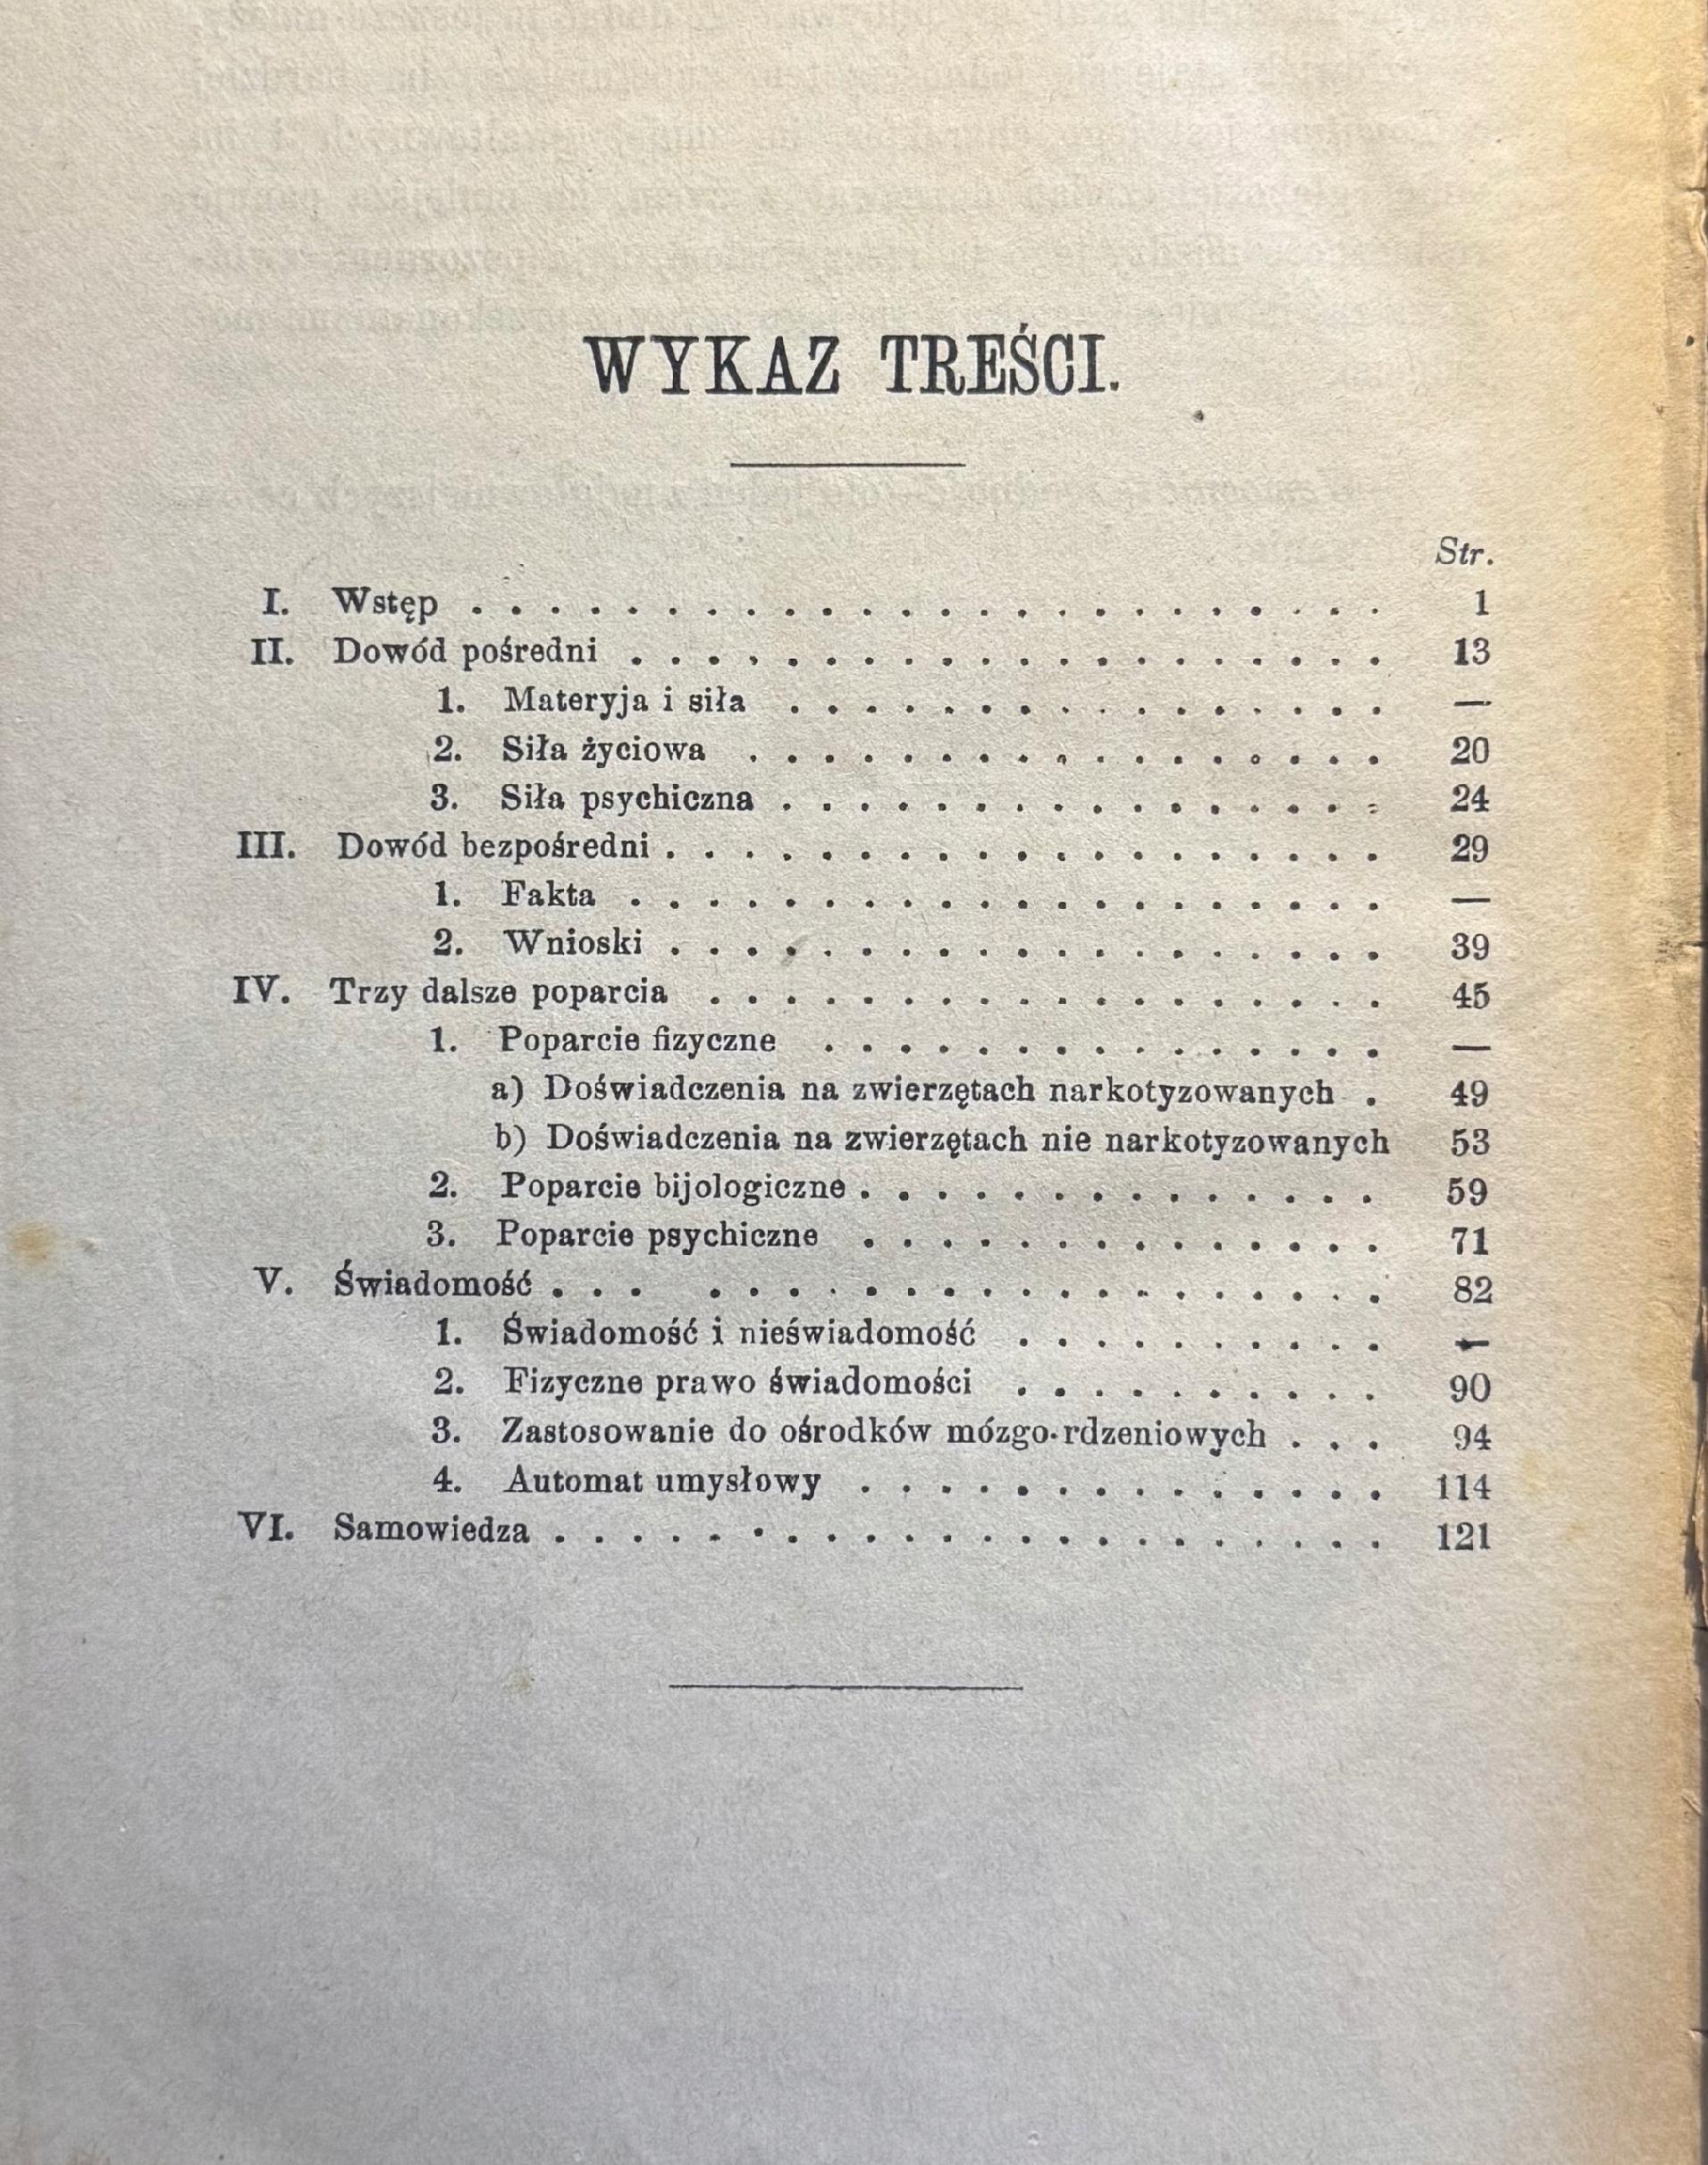 WYKAZ TREŚCI.
Str.
I. Wstęp . . . . . . . . . . . . . . . . . . . . . . . . 1
II. Dowód pośredni . . . . . . . . . . . . . . . . . . . . 13
1. Materyja i siła . . . . . . . . . . . . . . . . —
2. Siła życiowa . . . . . . . . . . . . . . . . . 20
3. Siła psychiczna . . . . . . . . . . . . . . . . 24
III. Dowód bezpośredni . . . . . . . . . . . . . . . . . . . 29
1. Fakta . . . . . . . . . . . . . . . . . . . . —
2. Wnioski . . . . . . . . . . . . . . . . . . . 39
IV. Trzy dalsze poparcia . . . . . . . . . . . . . . . . . . 45
1. Poparcie fizyczne . . . . . . . . . . . . . . . —
a) Doświadczenia na zwierzętach narkotyzowanych . 49
b) Doświadczenia na zwierzętach nie narkotyzowanych 53
2. Poparcie bijologiczne . . . . . . . . . . . . . . 59
3. Poparcie psychiczne . . . . . . . . . . . . . . 71
V. Świadomość . . . . . . . . . . . . . . . . . . . . . 82
1. Świadomość i nieświadomość . . . . . . . . . . —
2. Fizyczne prawo świadomości . . . . . . . . . . 90
3. Zastosowanie do ośrodków mózgo-rdzeniowych . . . 94
4. Automat umysłowy . . . . . . . . . . . . . . 114
VI. Samowiedza . . . . . . . . . . . . . . . . . . . . . . 121